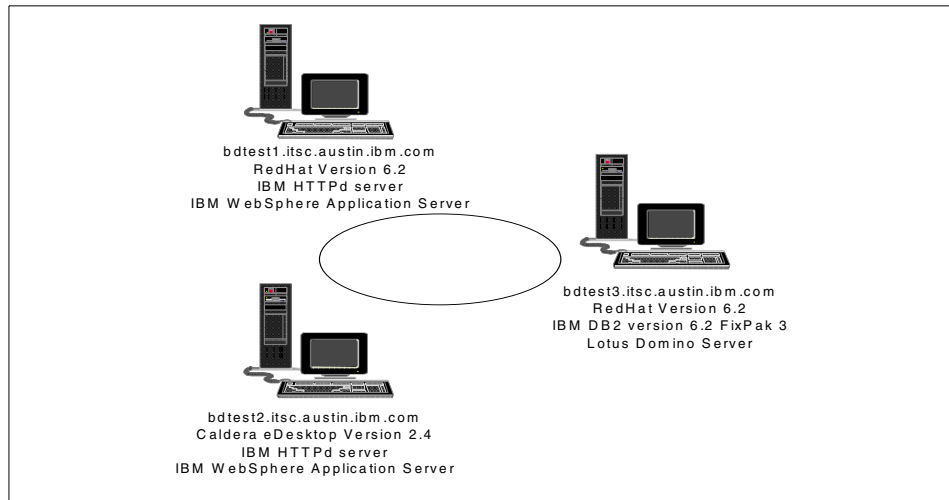 bdtest1.itsc.austin.ibm.com
RedHat Version 6.2
IBM HTTPd server
IBM WebSphere Application Server
bdtest3.itsc.austin.ibm.com
RedHat Version 6.2
IBM DB2 version 6.2 FixPak 3
Lotus Domino Server
bdtest2.itsc.austin.ibm.com
Caldera eDesktop Version 2.4
IBM HTTPd server
IBM WebSphere Application Server